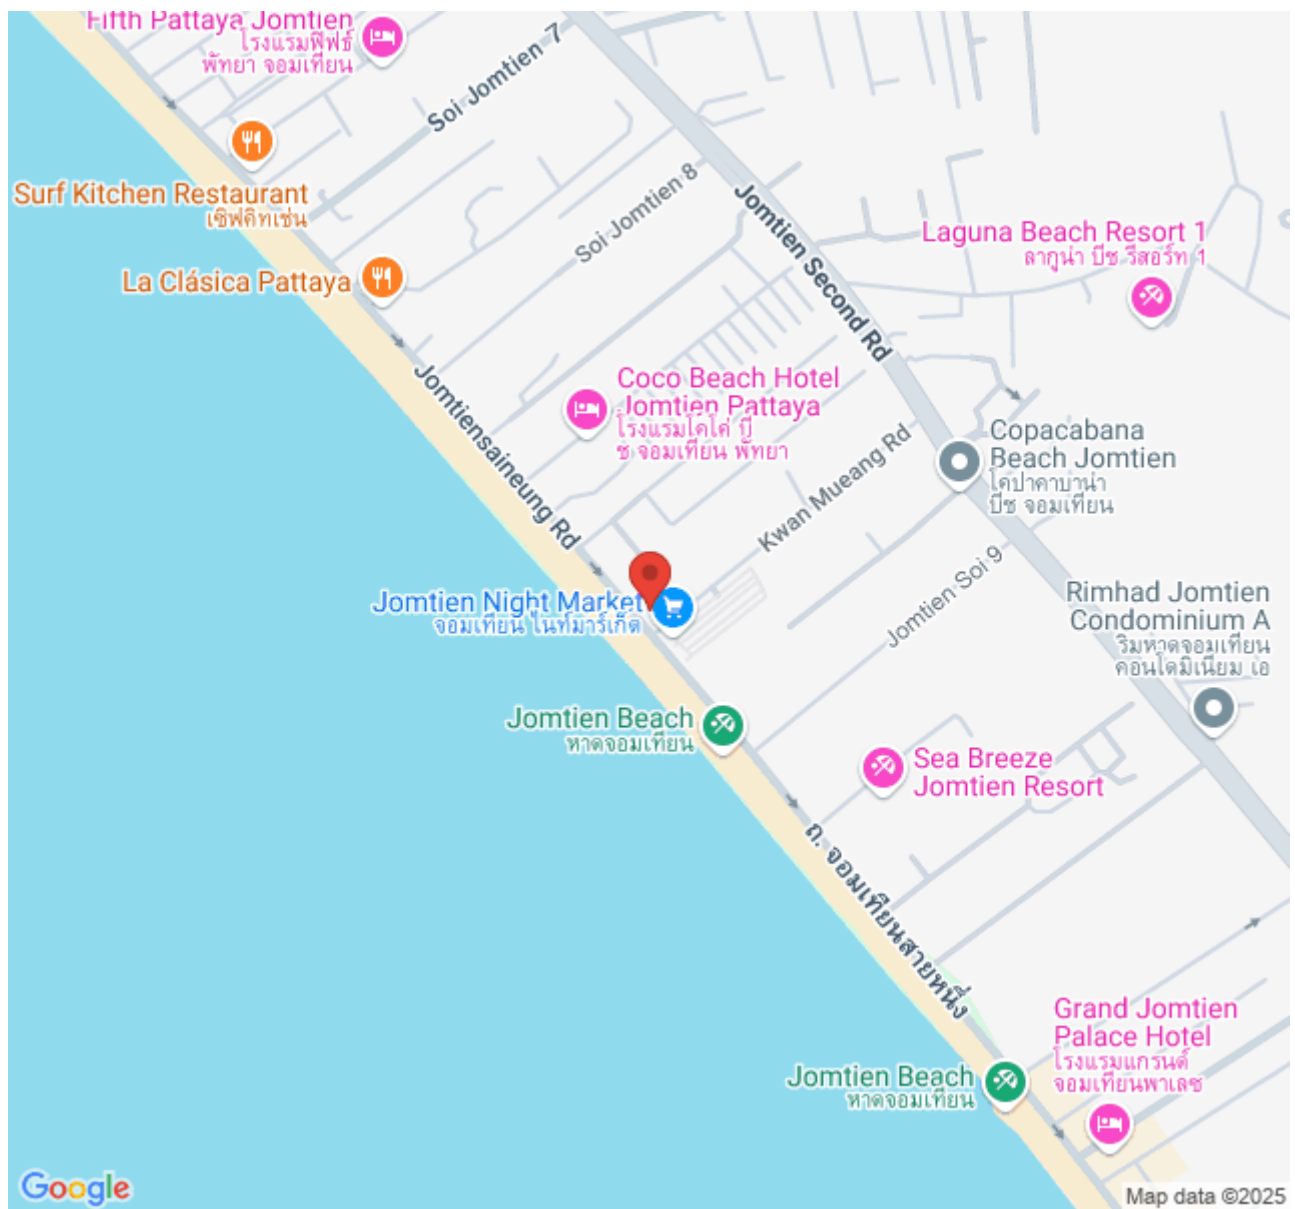 Fifth Pattaya Jomtien
โรงแรมฟิฟธ์
พัทยา จอมเทียน
Soi Jomtien 7
Surf Kitchen Restaurant
เซิฟคิทเช่น
Soi Jomtien 8
Jomtien Second Rd
Laguna Beach Resort 1
ลากูน่า บีช รีสอร์ท 1
La Clásica Pattaya
Jomtiensaineung Rd
Coco Beach Hotel
Jomtien Pattaya
โรงแรมโคโค่ บี
ช จอมเทียน พัทยา
Copacabana
Beach Jomtien
โคปาคาบาน่า
บีช จอมเทียน
Kwan Mueang Rd
Jomtien Soi 9
Jomtien Night Market
จอมเทียน ไนท์มาร์เก็ต
Rimhad Jomtien
Condominium A
ริมหาดจอมเทียน
คอนโดมิเนียม เอ
Jomtien Beach
หาดจอมเทียน
Sea Breeze
Jomtien Resort
ถ. จอมเทียนสายหนึ่ง
Grand Jomtien
Palace Hotel
โรงแรมแกรนด์
จอมเทียนพาเลซ
Jomtien Beach
หาดจอมเทียน
Google
Map data ©2025